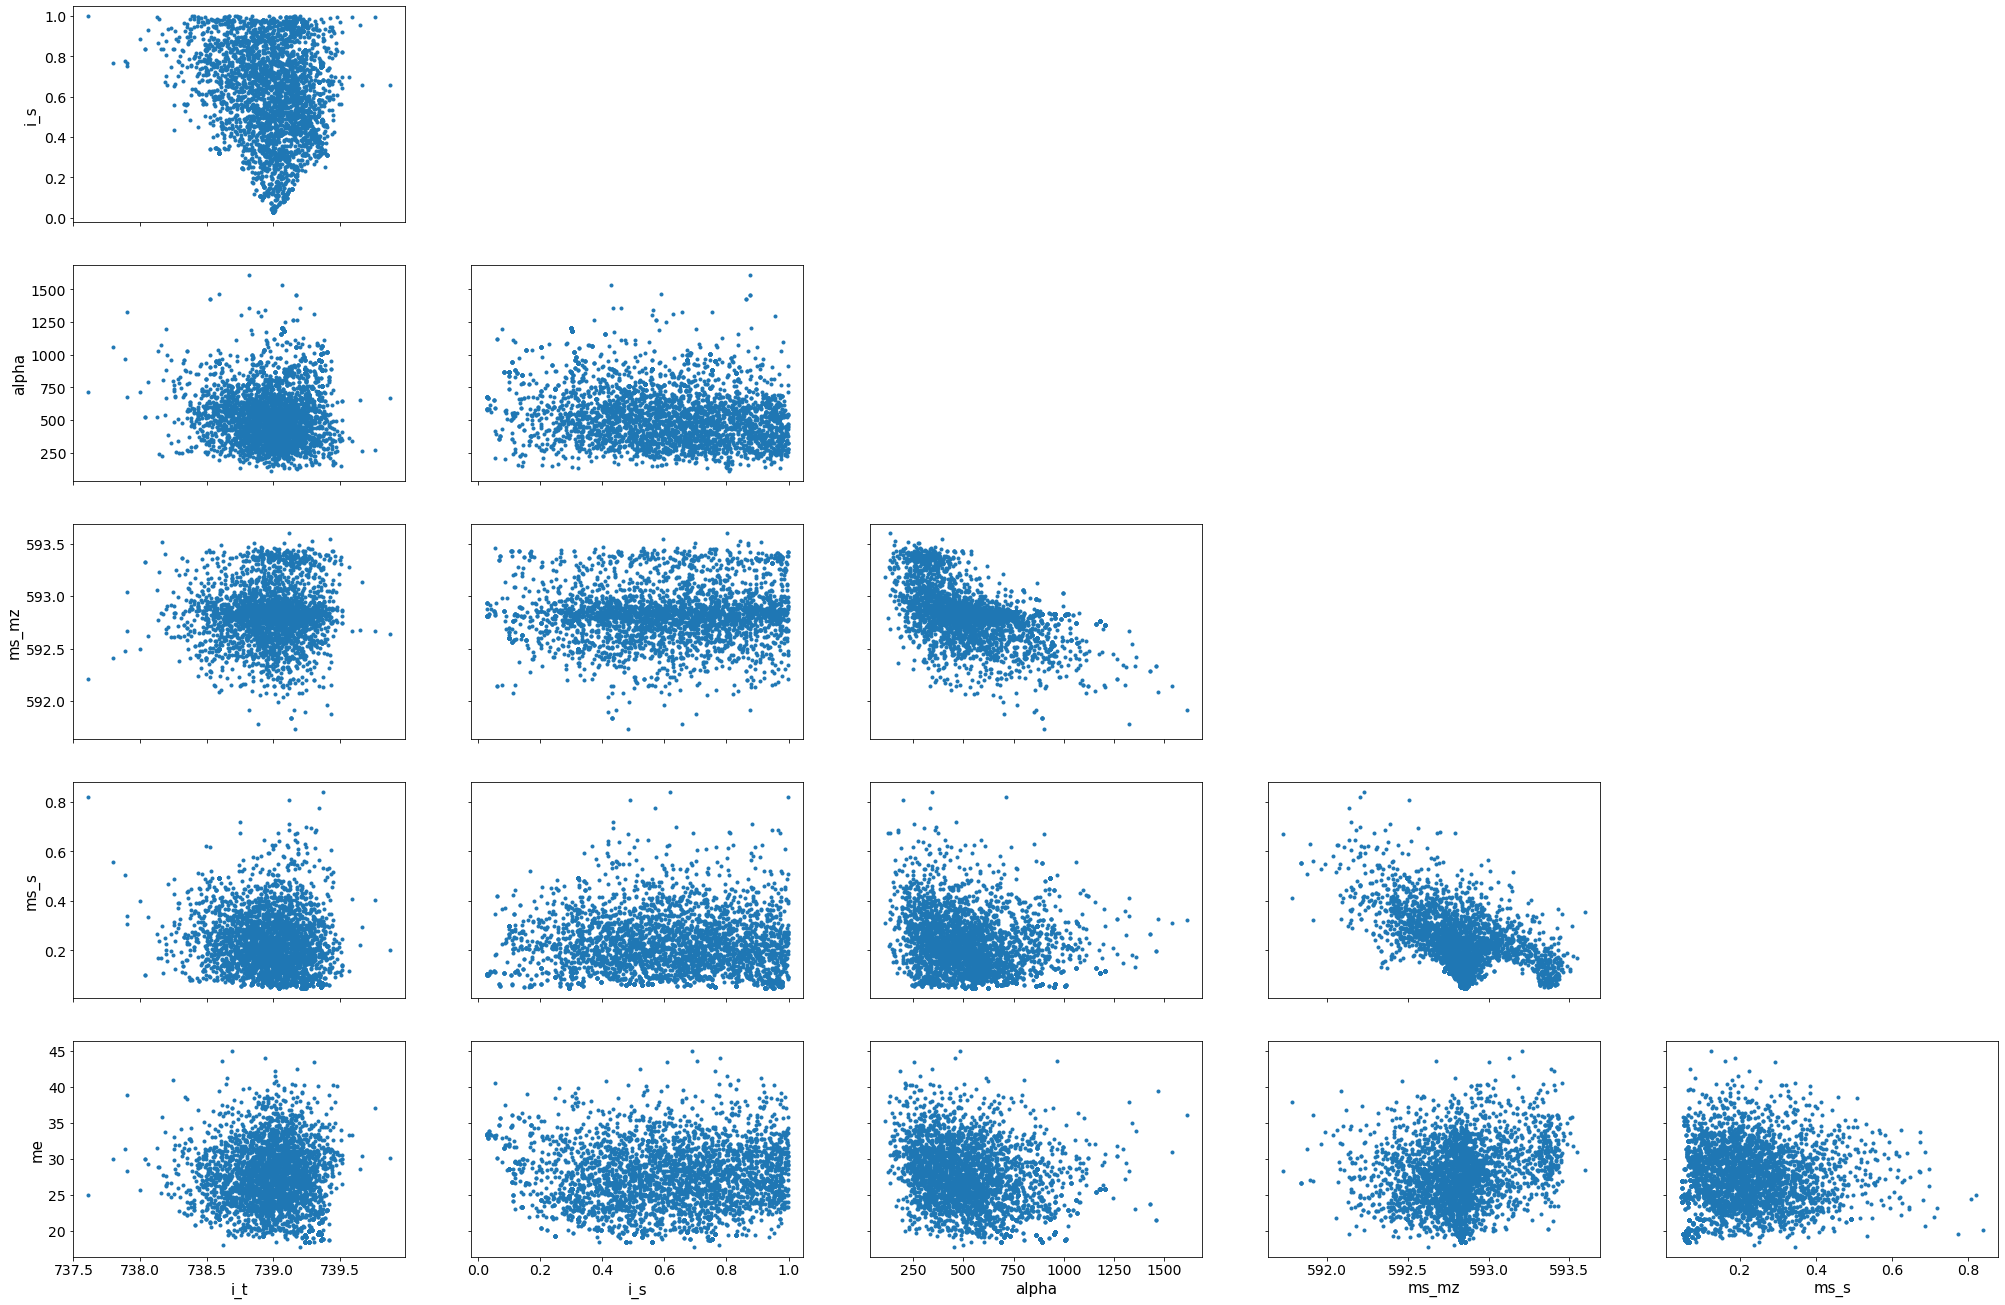 1.0
0.8
0.6
0.4
0.2
0.0
i_s
1500
1250
1000
750
500
250
alpha
593.5
593.0
592.5
592.0
ms_mz
0.8
0.6
0.4
0.2
ms_s
45
40
35
30
25
20
me
737.5 738.0 738.5 739.0 739.5
i_t
0.0 0.2 0.4 0.6 0.8 1.0
i_s
250 500 750 1000 1250 1500
alpha
592.0 592.5 593.0 593.5
ms_mz
0.2 0.4 0.6 0.8
ms_s